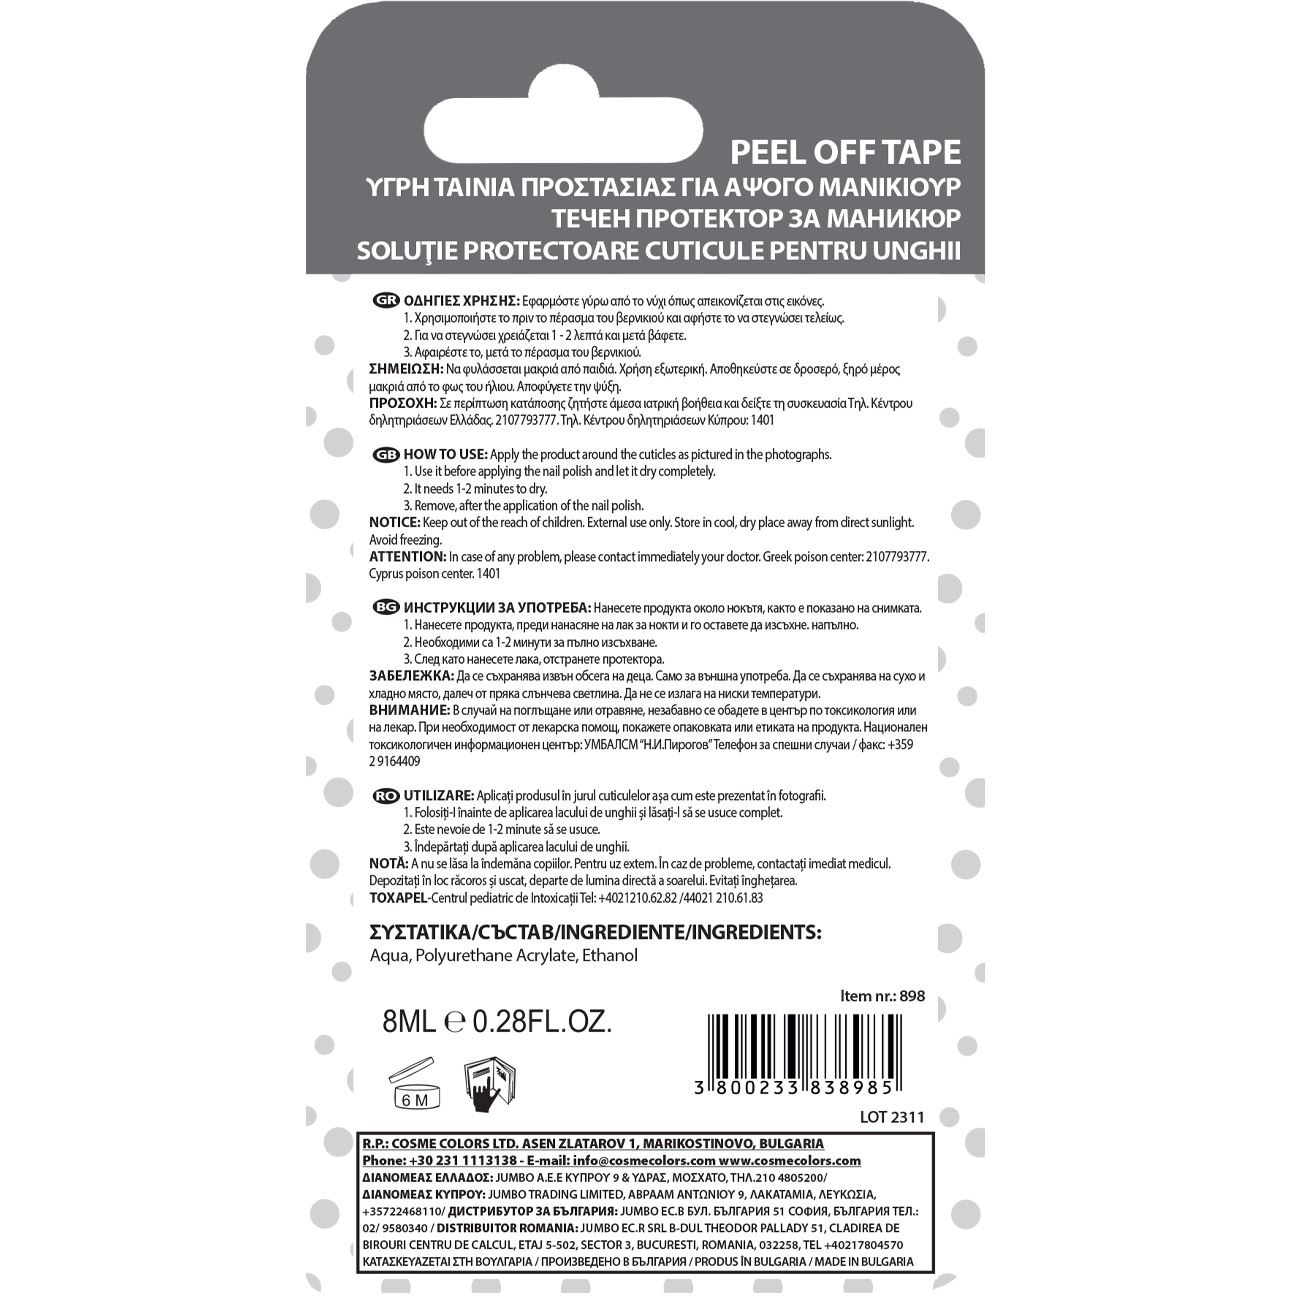 PEEL OFF TAPE
ΥΓΡΗ ΤΑΙΝΙΑ ΠΡΟΣΤΑΣΙΑΣ ΓΙΑ ΑΨΟΓΟ ΜΑΝΙΚΙΟΥΡ
ТЕЧЕН ПРОТЕКТОР ЗА МАНИКЮР
SOLUŢIE PROTECTOARE CUTICULE PENTRU UNGHII
GR ΟΔΗΓΙΕΣ ΧΡΗΣΗΣ: Εφαρμόστε γύρω από το νύχι όπως απεικονίζεται στις εικόνες.
1. Χρησιμοποιήστε το πριν το πέρασμα του βερνικιού και αφήστε το να στεγνώσει τελείως.
2. Για να στεγνώσει χρειάζεται 1 - 2 λεπτά και μετά βάφετε.
3. Αφαιρέστε το, μετά το πέρασμα του βερνικιού.
ΣΗΜΕΙΩΣΗ: Να φυλάσσεται μακριά από παιδιά. Χρήση εξωτερική. Αποθηκεύστε σε δροσερό, ξηρό μέρος
μακριά από το φως του ήλιου. Αποφύγετε την ψύξη.
ΠΡΟΣΟΧΗ: Σε περίπτωση κατάποσης ζητήστε άμεσα ιατρική βοήθεια και δείξτε τη συσκευασία Τηλ. Κέντρου
δηλητηριάσεων Ελλάδας. 2107793777. Τηλ. Κέντρου δηλητηριάσεων Κύπρου: 1401
GB HOW TO USE: Apply the product around the cuticles as pictured in the photographs.
1. Use it before applying the nail polish and let it dry completely.
2. It needs 1-2 minutes to dry.
3. Remove, after the application of the nail polish.
NOTICE: Keep out of the reach of children. External use only. Store in cool, dry place away from direct sunlight.
Avoid freezing.
ATTENTION: In case of any problem, please contact immediately your doctor. Greek poison center: 2107793777.
Cyprus poison center. 1401
BG ИНСТРУКЦИИ ЗА УПОТРЕБА: Нанесете продукта около нокътя, както е показано на снимката.
1. Нанесете продукта, преди нанасяне на лак за нокти и го оставете да изсъхне. напълно.
2. Необходими са 1-2 минути за пълно изсъхване.
3. След като нанесете лака, отстранете протектора.
ЗАБЕЛЕЖКА: Да се съхранява извън обсега на деца. Само за външна употреба. Да се съхранява на сухо и
хладно място, далеч от пряка слънчева светлина. Да не се излага на ниски температури.
ВНИМАНИЕ: В случай на поглъщане или отравяне, незабавно се обадете в център по токсикология или
на лекар. При необходимост от лекарска помощ, покажете опаковката или етиката на продукта. Национален
токсикологичен информационен център: УМБАЛСМ "Н.И.Пирогов" Телефон за спешни случаи / факс: +359
2 9164409
RO UTILIZARE: Aplicați produsul în jurul cuticulelor așa cum este prezentat în fotografii.
1. Folosiți-l înainte de aplicarea lacului de unghii și lăsați-l să se usuce complet.
2. Este nevoie de 1-2 minute să se usuce.
3. Îndepărtați după aplicarea lacului de unghii.
NOTĂ: A nu se lăsa la îndemâna copiilor. Pentru uz extern. În caz de probleme, contactați imediat medicul.
Depozitați în loc răcoros și uscat, departe de lumina directă a soarelui. Evitați înghețarea.
TOXAPEL-Centrul pediatric de Intoxicații Tel: +4021210.62.82 /44021 210.61.83
ΣΥΣΤΑΤΙΚΑ/СЪСТАВ/INGREDIENTE/INGREDIENTS:
Aqua, Polyurethane Acrylate, Ethanol
Item nr.: 898
8ML ℮ 0.28FL.OZ.
6 M
3 800233 838985
LOT 2311
R.P.: COSME COLORS LTD. ASEN ZLATAROV 1, MARIKOSTINOVO, BULGARIA
Phone: +30 231 1113138 - E-mail: info@cosmecolors.com www.cosmecolors.com
ΔΙΑΝΟΜΕΑΣ ΕΛΛΑΔΟΣ: JUMBO A.E.E ΚΥΠΡΟΥ 9 & ΥΔΡΑΣ, ΜΟΣΧΑΤΟ, ΤΗΛ.210 4805200/
ΔΙΑΝΟΜΕΑΣ ΚΥΠΡΟΥ: JUMBO TRADING LIMITED, ΑΒΡΑΑΜ ΑΝΤΩΝΙΟΥ 9, ΛΑΚΑΤΑΜΙΑ, ΛΕΥΚΩΣΙΑ,
+35722468110/ ДИСТРИБУТОР ЗА БЪЛГАРИЯ: JUMBO EC.B БУЛ. БЪЛГАРИЯ 51 СОФИЯ, БЪЛГАРИЯ ТЕЛ.:
02/ 9580340 / DISTRIBUITOR ROMANIA: JUMBO EC.R SRL B-DUL THEODOR PALLADY 51, CLADIREA DE
BIROURI CENTRU DE CALCUL, ETAJ 5-502, SECTOR 3, BUCURESTI, ROMANIA, 032258, TEL +40217804570
ΚΑΤΑΣΚΕΥΑΖΕΤΑΙ ΣΤΗ ΒΟΥΛΓΑΡΙΑ / ПРОИЗВЕДЕНО В БЪЛГАРИЯ / PRODUS ÎN BULGARIA / MADE IN BULGARIA